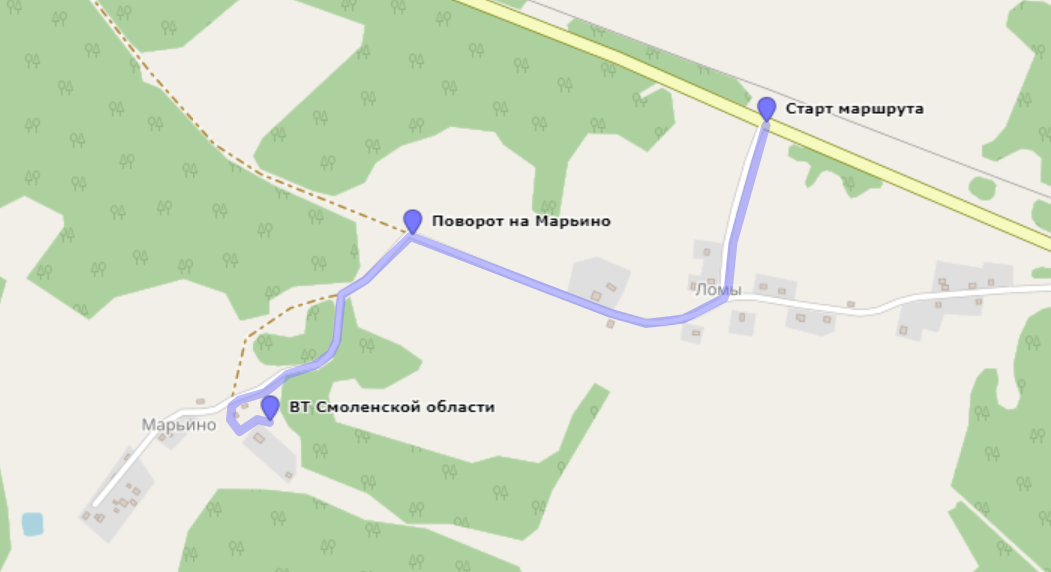 Старт маршрута
Поворот на Марьино
Ломы
ВТ Смоленской области
Марьино